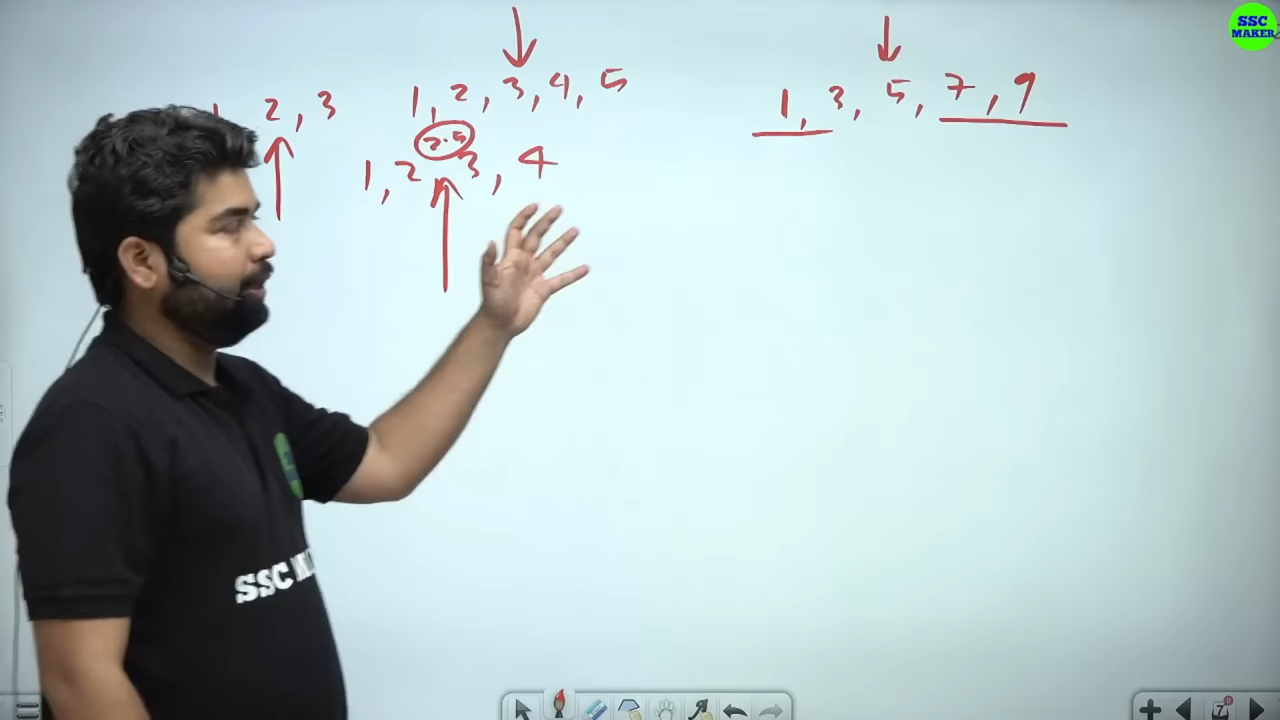 SSC
MAKER
1, 2, 3
1, 2, 3, 4, 5
1, 3, 5, 7, 9
2.5
1, 2 3, 4
SSC M